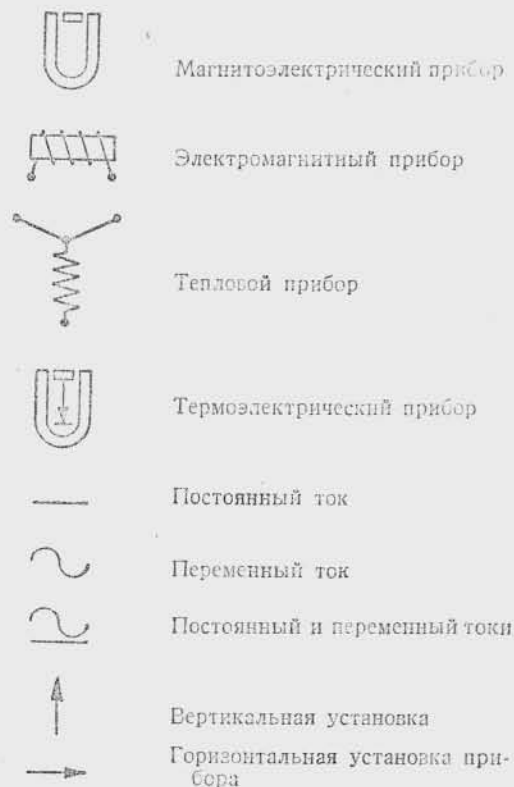 Магнитоэлектрический прибор
Электромагнитный прибор
Тепловой прибор
Термоэлектрический прибор
Постоянный ток
Переменный ток
Постоянный и переменный токи
Вертикальная установка
Горизонтальная установка при-
бора